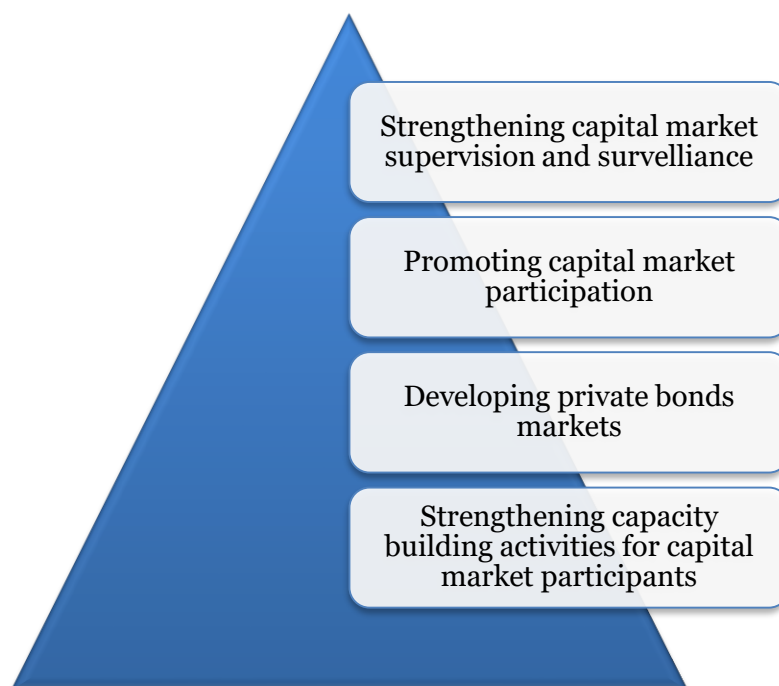 Strengthening capital market
supervision and survelliance
Promoting capital market
participation
Developing private bonds
markets
Strengthening capacity
building activities for capital
market participants